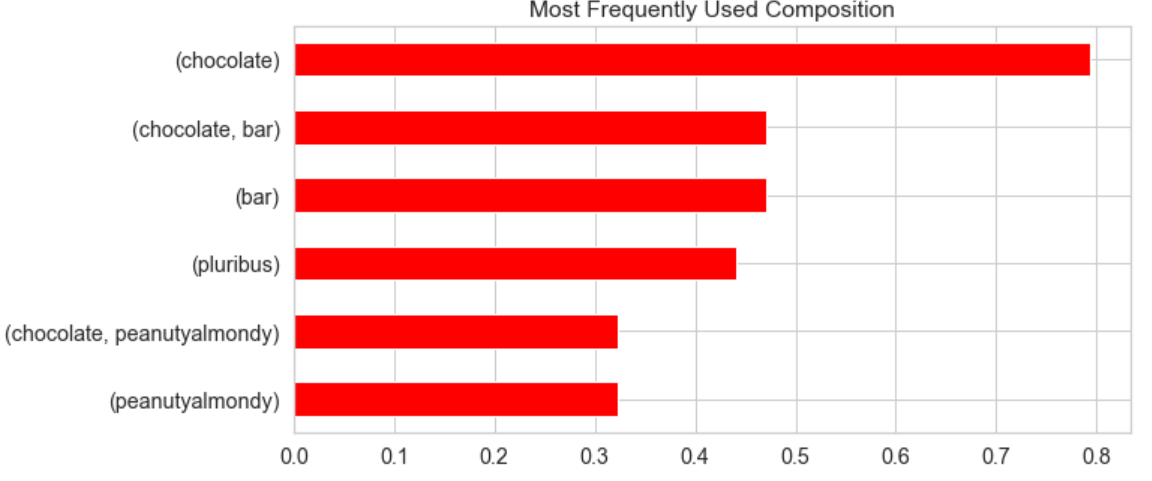 Most Frequently Used Composition
(chocolate)
(chocolate, bar)
(bar)
(pluribus)
(chocolate, peanutyalmondy)
(peanutyalmondy)
0.0 0.1 0.2 0.3 0.4 0.5 0.6 0.7 0.8